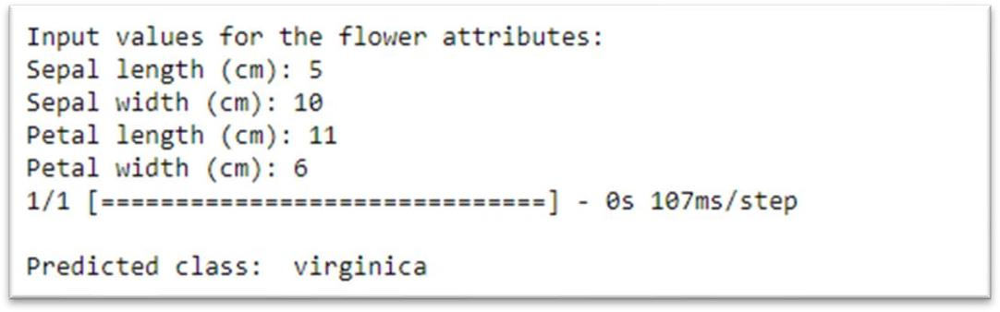 Input values for the flower attributes:
Sepal length (cm): 5
Sepal width (cm): 10
Petal length (cm): 11
Petal width (cm): 6
1/1 [==============================] - 0s 107ms/step
Predicted class:  virginica